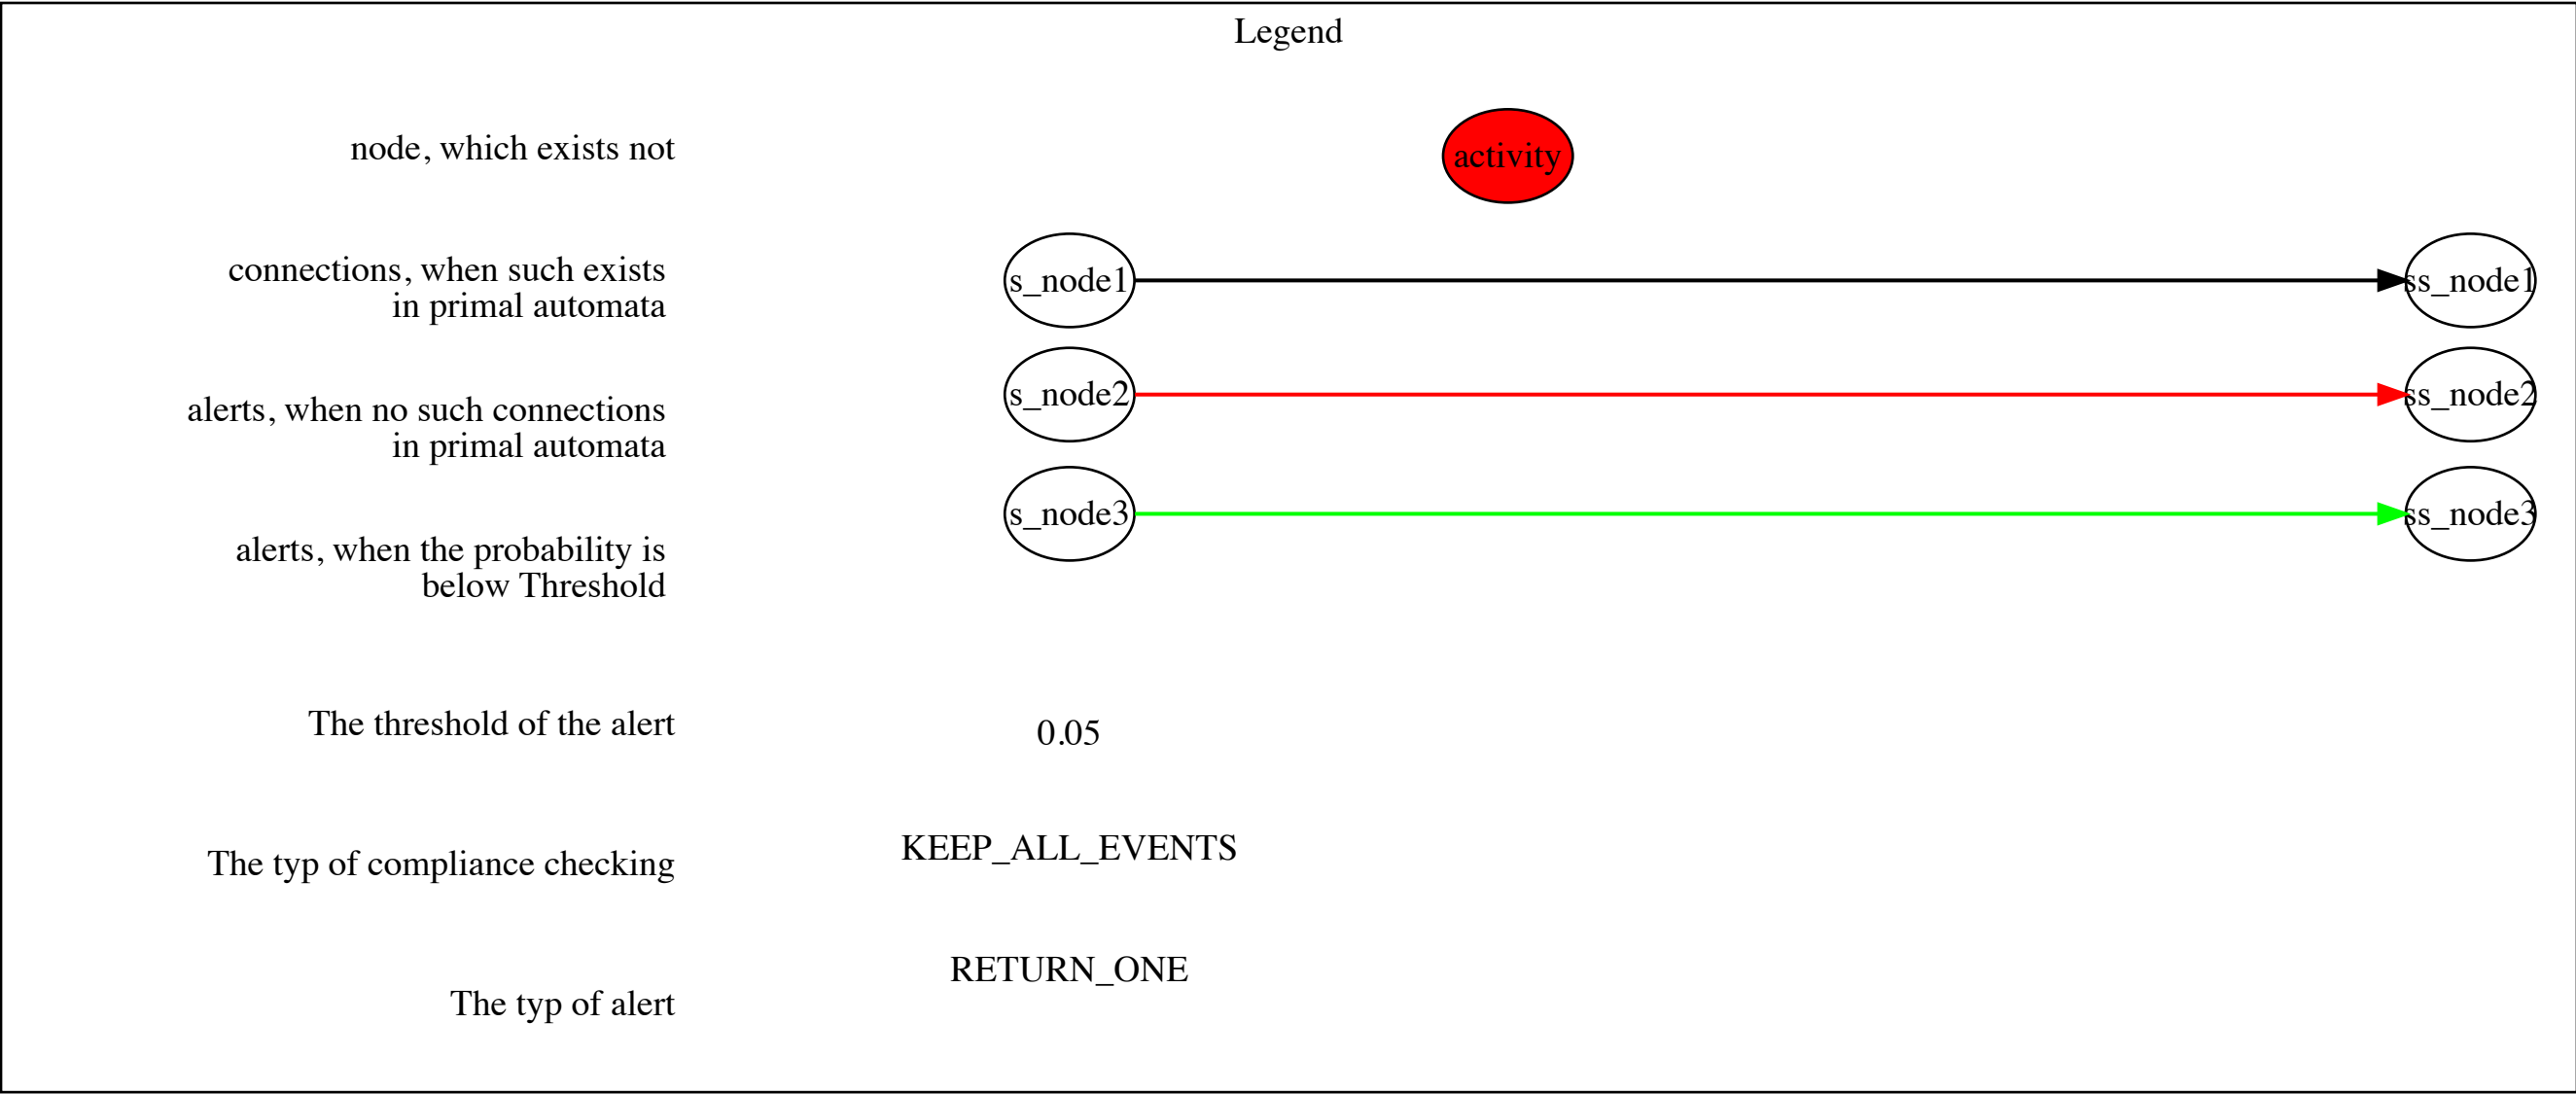 Legend
node, which exists not
activity
connections, when such exists
in primal automata
s_node1
ss_node1
alerts, when no such connections
in primal automata
s_node2
ss_node2
alerts, when the probability is
below Threshold
s_node3
ss_node3
The threshold of the alert
0.05
The typ of compliance checking
KEEP_ALL_EVENTS
The typ of alert
RETURN_ONE